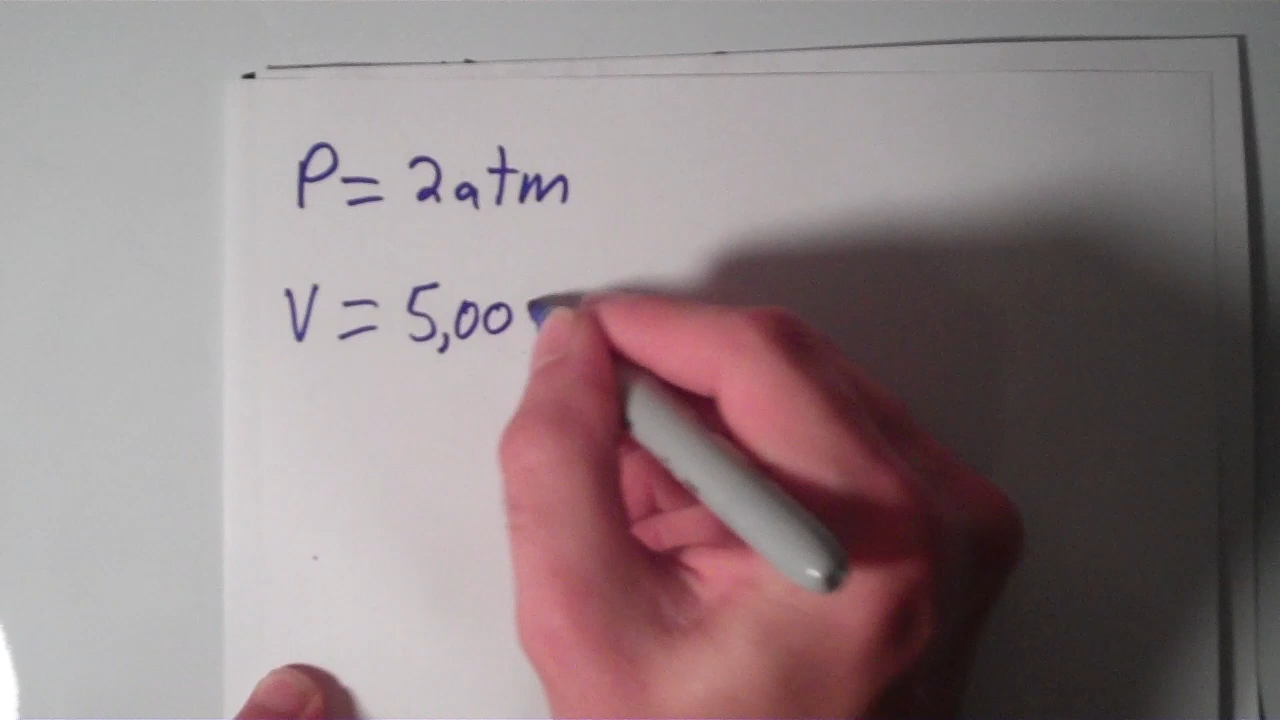 P = 2atm
V = 5,00